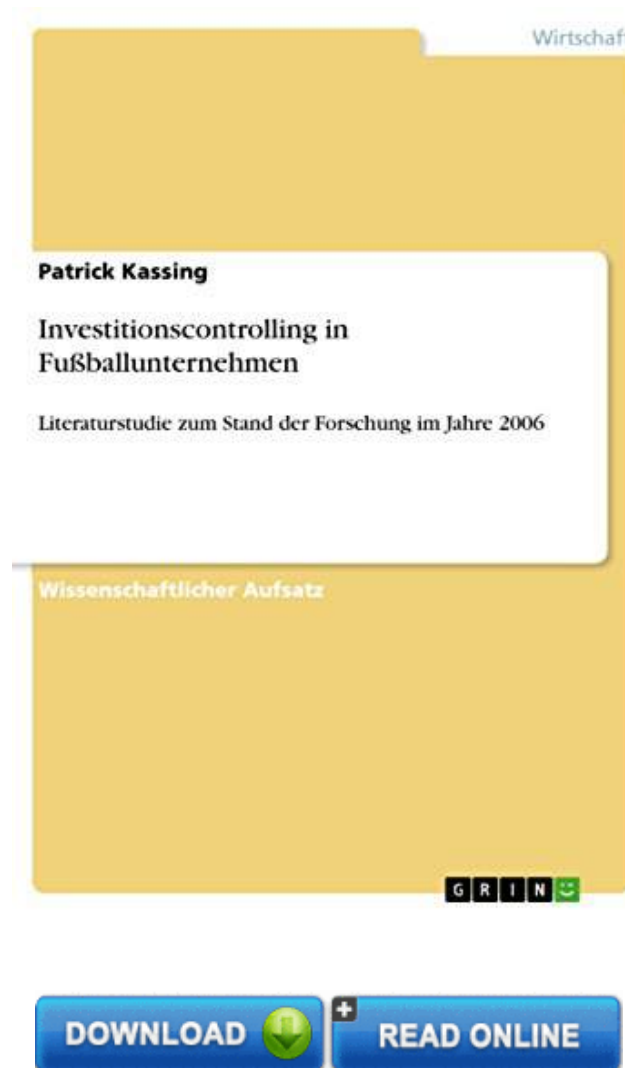 Wirtschaft
Patrick Kassing
Investitionscontrolling in
Fußballunternehmen
Literaturstudie zum Stand der Forschung im Jahre 2006
Wissenschaftlicher Aufsatz
GRIN
DOWNLOAD
READ ONLINE